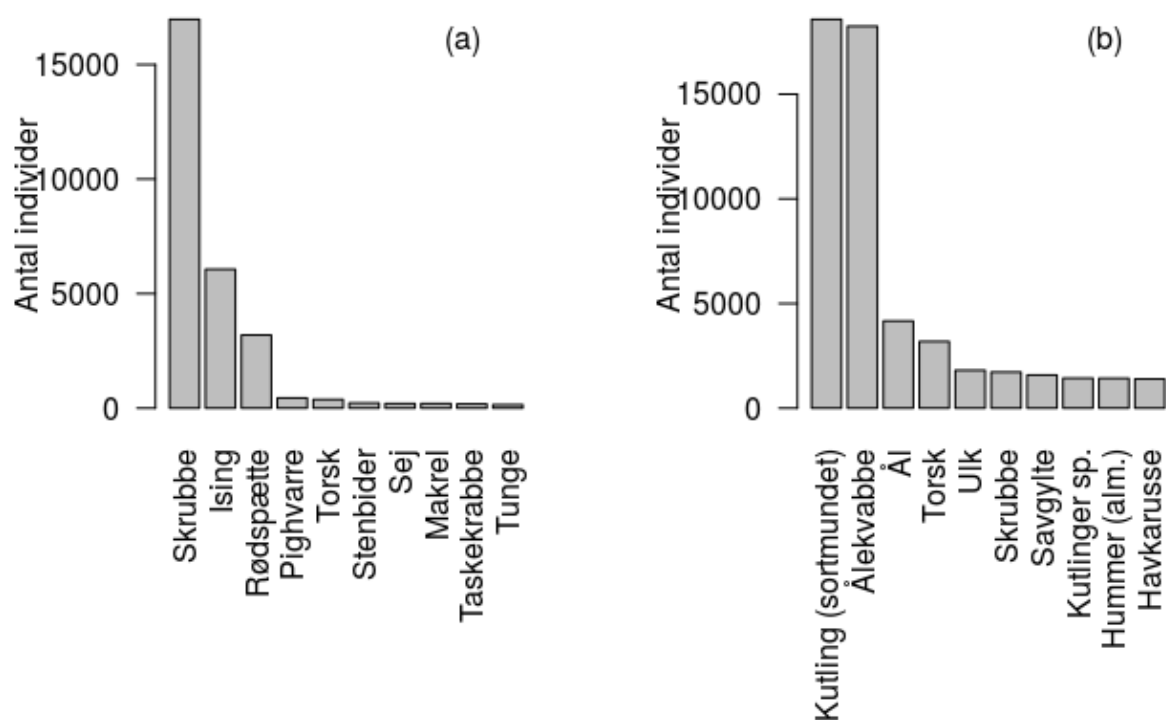 (a)
Antal individer
15000
10000
5000
0
Skrubbe
Ising
Rødspætte
Pighvarre
Torsk
Stenbider
Sej
Makrel
Taskekrabbe
Tunge
(b)
Antal individer
15000
10000
5000
0
Kutling (sortmundet)
Ålekvabbe
Ål
Torsk
Ulk
Skrubbe
Savgylte
Kutlinger sp.
Hummer (alm.)
Havkarusse